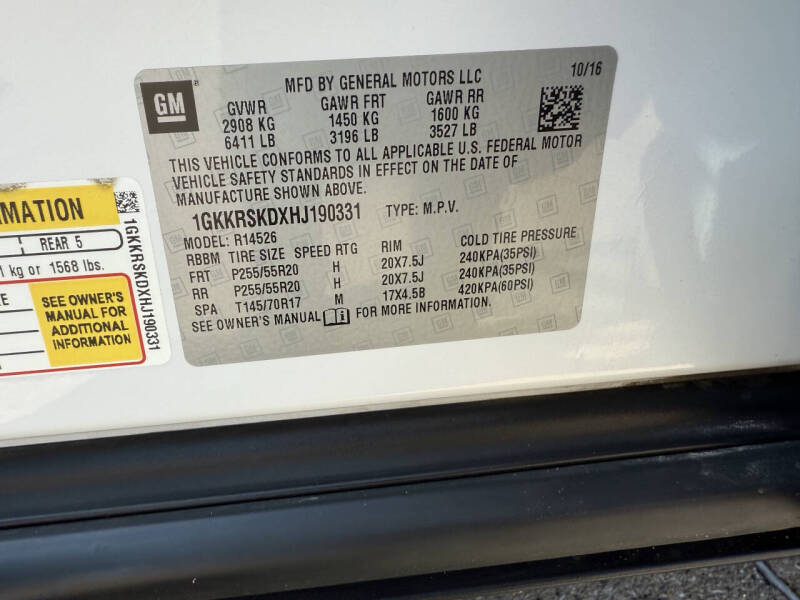 GM
MFD BY GENERAL MOTORS LLC
10/16
GVWR GAWR FRT GAWR RR
2908 KG 1450 KG 1600 KG
6411 LB 3196 LB 3527 LB
THIS VEHICLE CONFORMS TO ALL APPLICABLE U.S. FEDERAL MOTOR
VEHICLE SAFETY STANDARDS IN EFFECT ON THE DATE OF
MANUFACTURE SHOWN ABOVE.
1GKKRSKDXHJ190331 TYPE: M.P.V.
MODEL: R14526
RBBM TIRE SIZE SPEED RTG RIM COLD TIRE PRESSURE
FRT P255/55R20 H 20X7.5J 240KPA(35PSI)
RR P255/55R20 H 20X7.5J 240KPA(35PSI)
SPA T145/70R17 M 17X4.5B 420KPA(60PSI)
SEE OWNER'S MANUAL FOR MORE INFORMATION.
RMATION
REAR 5
1 kg or 1568 lbs.
SEE OWNER'S
MANUAL FOR
ADDITIONAL
INFORMATION
1GKKRSKDXHJ190331